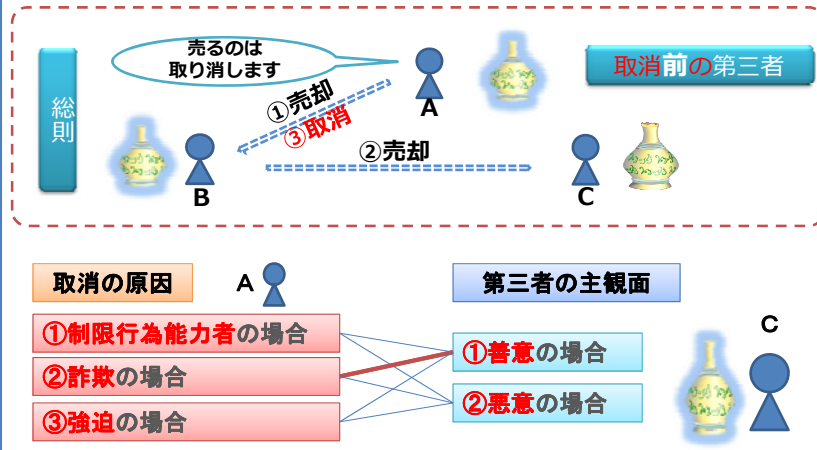 売るのは
取り消します
取消前の第三者
総則
A
①売却
③取消
②売却
B
C
取消の原因
A
第三者の主観面
①制限行為能力者の場合
②詐欺の場合
③強迫の場合
①善意の場合
②悪意の場合
C